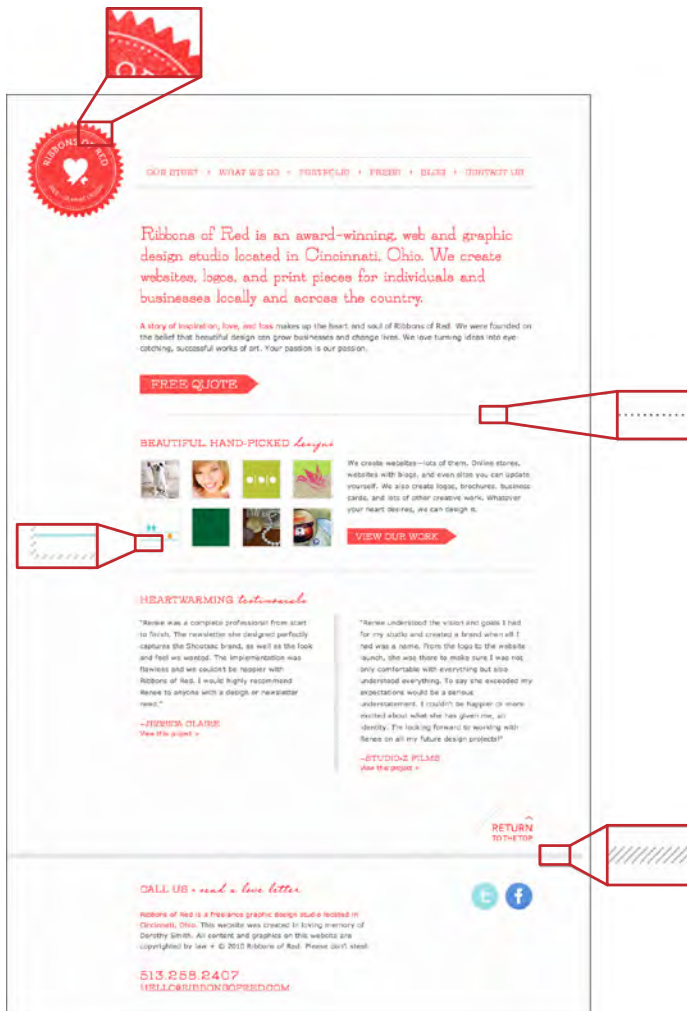 RIBBONS OF RED
OUR STORY + WHAT WE DO + PORTFOLIO + FRESH + BLOG + CONTACT US
Ribbons of Red is an award-winning, web and graphic
design studio located in Cincinnati, Ohio. We create
websites, logos, and print pieces for individuals and
businesses locally and across the country.
A story of inspiration, love, and loss makes up the heart and soul of Ribbons of Red. We were founded on
the belief that beautiful design can grow businesses and change lives. We love turning ideas into eye-
catching, successful works of art. Your passion is our passion.
FREE QUOTE
BEAUTIFUL, HAND-PICKED designs
We create websites—lots of them. Online stores,
websites with blogs, and even sites you can update
yourself. We also create logos, brochures, business
cards, and lots of other creative work. Whatever
your heart desires, we can design it.
VIEW OUR WORK
HEARTWARMING testimonials
"Renee was a complete professional from start
to finish. The newsletter she designed perfectly
captures the Shootsac brand, as well as the look
and feel we wanted. The implementation was
flawless and we couldn't be happier with
Ribbons of Red. I would highly recommend
Renee to anyone with a design or newsletter
need."
–JESSICA CLAIRE
View this project »
"Renee understood the vision and goals I had
for my studio and created a brand when all I
had was a name. From the logo to the website
launch, she was there to make sure I was not
only comfortable with everything but also
understood everything. To say she exceeded my
expectations would be a serious
understatement. I couldn't be happier or more
excited about what she has given me, an
identity. I'm looking forward to working with
Renee on all my future design projects!"
–STUDIO-Z FILMS
View this project »
RETURN
TO THE TOP
CALL US + send a love letter
Ribbons of Red is a freelance graphic design studio located in
Cincinnati, Ohio. This website was created in loving memory of
Dorothy Smith. All content and graphics on this website are
copyrighted by law + © 2010 Ribbons of Red. Please don't steal.
t f
513.258.2407
HELLO@RIBBONSOFRED.COM